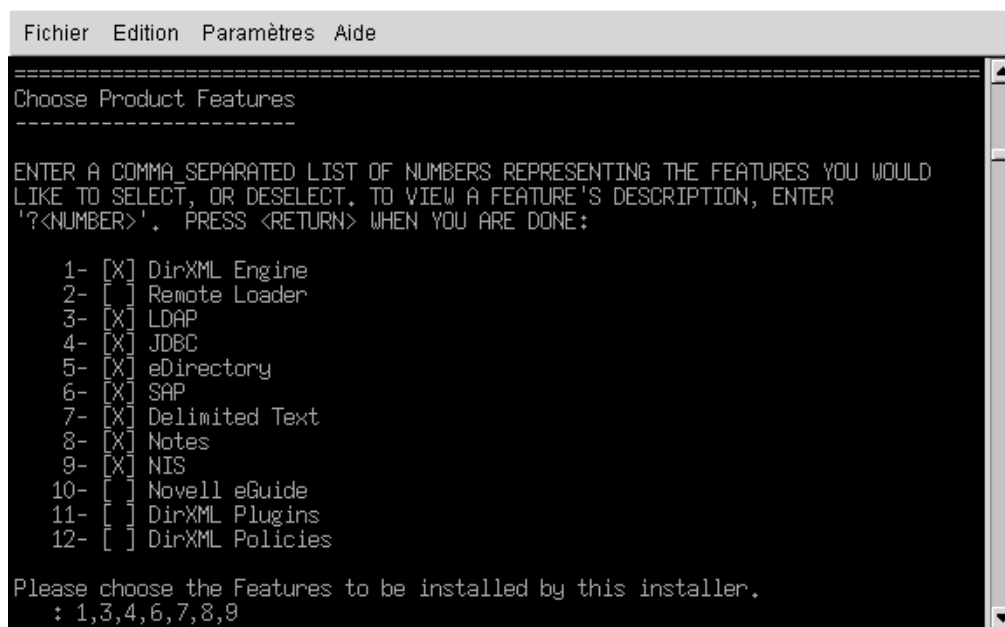 Fichier Edition Paramètres Aide
===============================================================================
Choose Product Features
-----------------------
ENTER A COMMA_SEPARATED LIST OF NUMBERS REPRESENTING THE FEATURES YOU WOULD
LIKE TO SELECT, OR DESELECT. TO VIEW A FEATURE'S DESCRIPTION, ENTER
'?<NUMBER>'.  PRESS <RETURN> WHEN YOU ARE DONE:
1- [X] DirXML Engine
2- [ ] Remote Loader
3- [X] LDAP
4- [X] JDBC
5- [X] eDirectory
6- [X] SAP
7- [X] Delimited Text
8- [X] Notes
9- [X] NIS
10- [ ] Novell eGuide
11- [ ] DirXML Plugins
12- [ ] DirXML Policies
Please choose the Features to be installed by this installer.
: 1,3,4,6,7,8,9